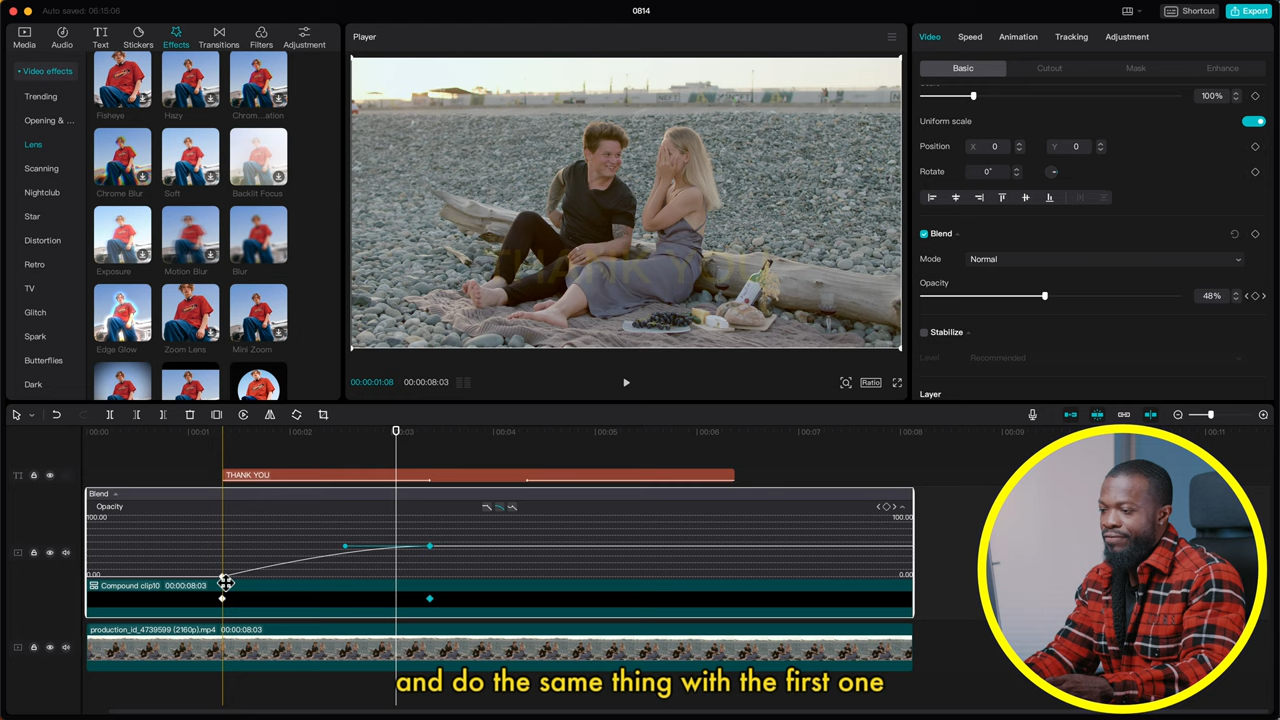 Auto saved: 06:15:06
0814
Shortcut
Export
Media
Audio
Text
Stickers
Effects
Transitions
Filters
Adjustment
Video effects
Trending
Opening & ...
Lens
Scanning
Nightclub
Star
Distortion
Retro
TV
Glitch
Spark
Butterflies
Dark
Fisheye
Hazy
Chrom...ation
Chrome Blur
Soft
Backlit Focus
Exposure
Motion Blur
Blur
Edge Glow
Zoom Lens
Mini Zoom
Player
THANK YOU
00:00:01:08
00:00:08:03
Ratio
Video
Speed
Animation
Tracking
Adjustment
Basic
Cutout
Mask
Enhance
100%
Uniform scale
Position
X 0
Y 0
Rotate
0°
Blend
Mode
Normal
Opacity
48%
Stabilize
Level
Recommended
Layer
00:00
00:01
00:02
00:03
00:04
00:05
00:06
00:08
00:09
00:11
TI
THANK YOU
Blend
Opacity
100.00
100.00
0.00
0.00
Compound clip10 00:00:08:03
production_id_4739599 (2160p).mp4 00:00:08:03
and do the same thing with the first one